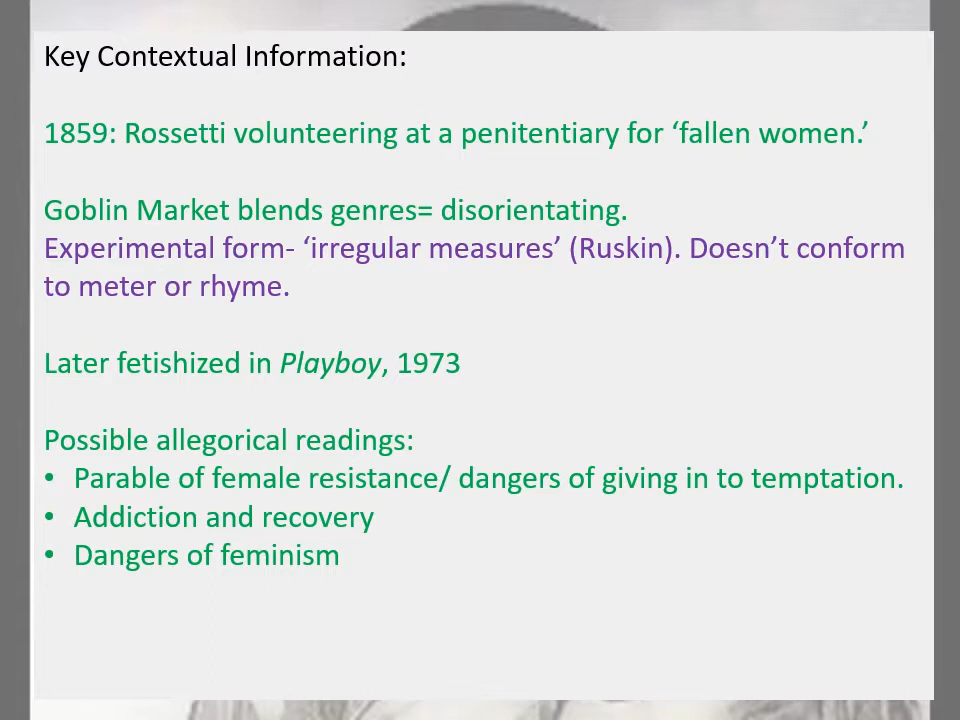 Key Contextual Information:
1859: Rossetti volunteering at a penitentiary for ‘fallen women.’
Goblin Market blends genres= disorientating.
Experimental form- ‘irregular measures’ (Ruskin). Doesn’t conform
to meter or rhyme.
Later fetishized in Playboy, 1973
Possible allegorical readings:
• Parable of female resistance/ dangers of giving in to temptation.
• Addiction and recovery
• Dangers of feminism